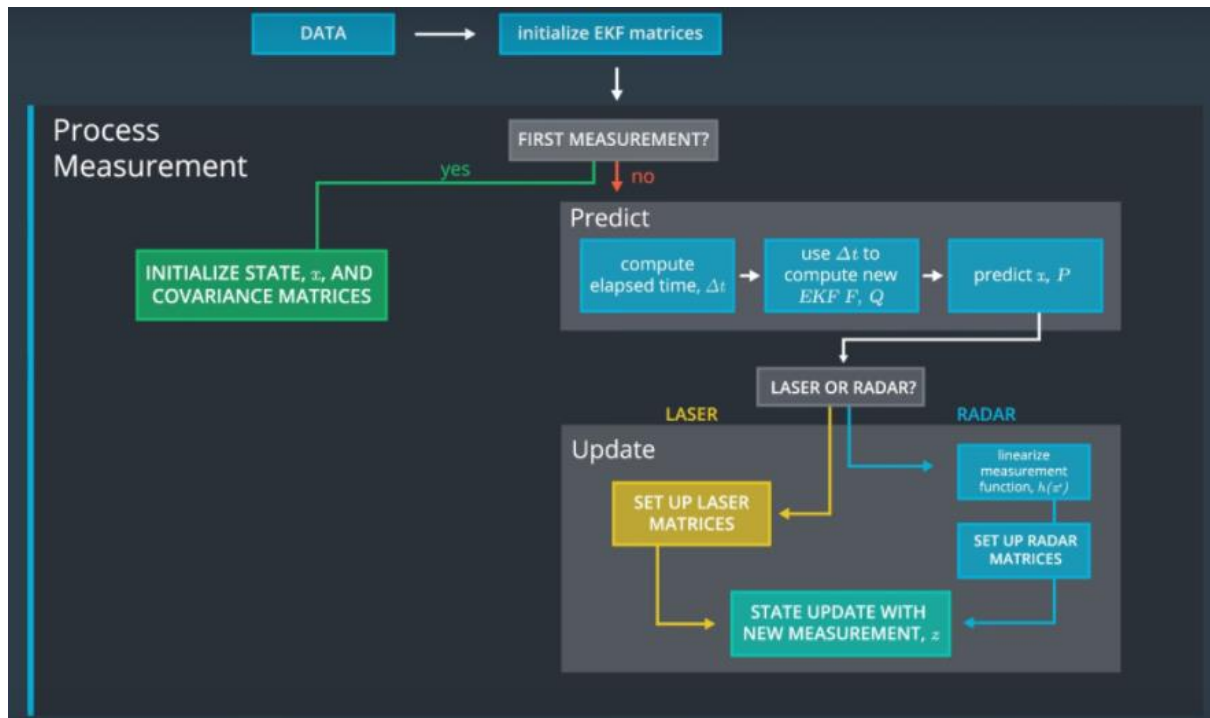 DATA
initialize EKF matrices
Process
Measurement
FIRST MEASUREMENT?
yes
no
INITIALIZE STATE, x, AND
COVARIANCE MATRICES
Predict
compute
elapsed time, Δt
use Δt to
compute new
EKF F, Q
predict x, P
LASER OR RADAR?
LASER
RADAR
Update
SET UP LASER
MATRICES
linearize
measurement
function, h(x')
SET UP RADAR
MATRICES
STATE UPDATE WITH
NEW MEASUREMENT, z